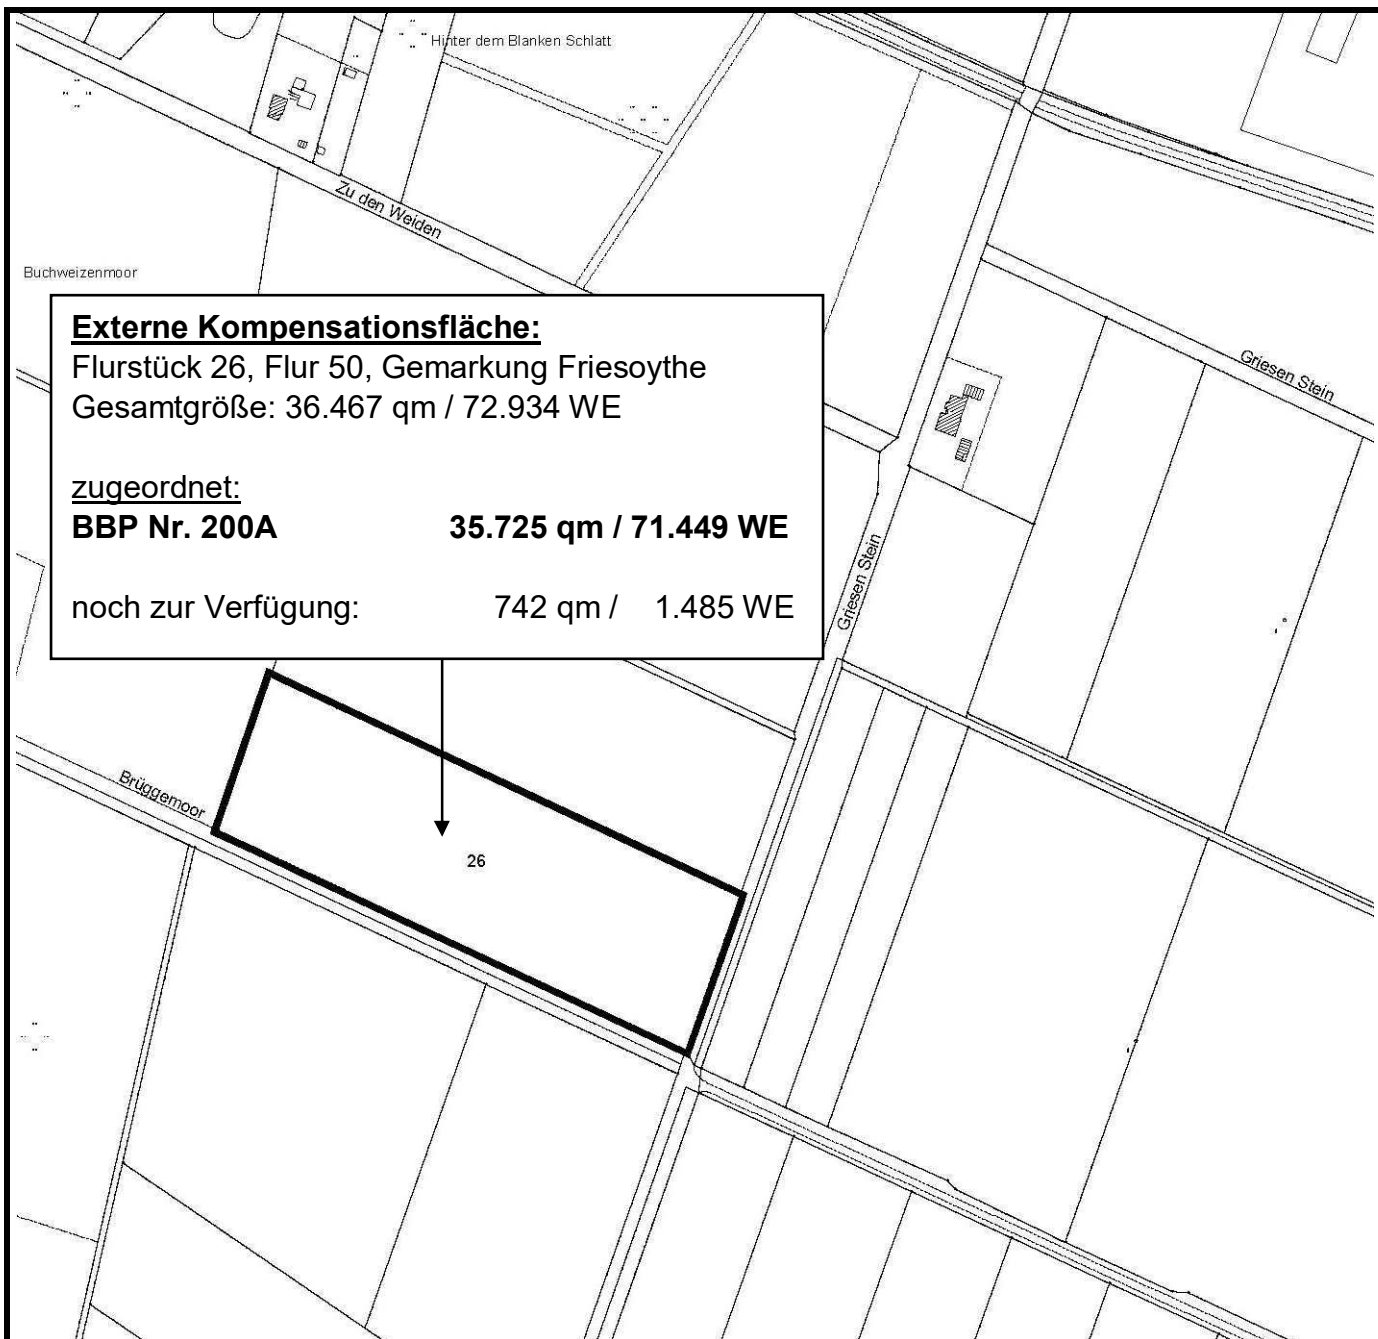 Hinter dem Blanken Schlatt
Zu den Weiden
Buchweizenmoor
Externe Kompensationsfläche:
Flurstück 26, Flur 50, Gemarkung Friesoythe
Gesamtgröße: 36.467 qm / 72.934 WE
zugeordnet:
BBP Nr. 200A 35.725 qm / 71.449 WE
noch zur Verfügung: 742 qm / 1.485 WE
Griesen Stein
Griesen Stein
Brüggemoor
26